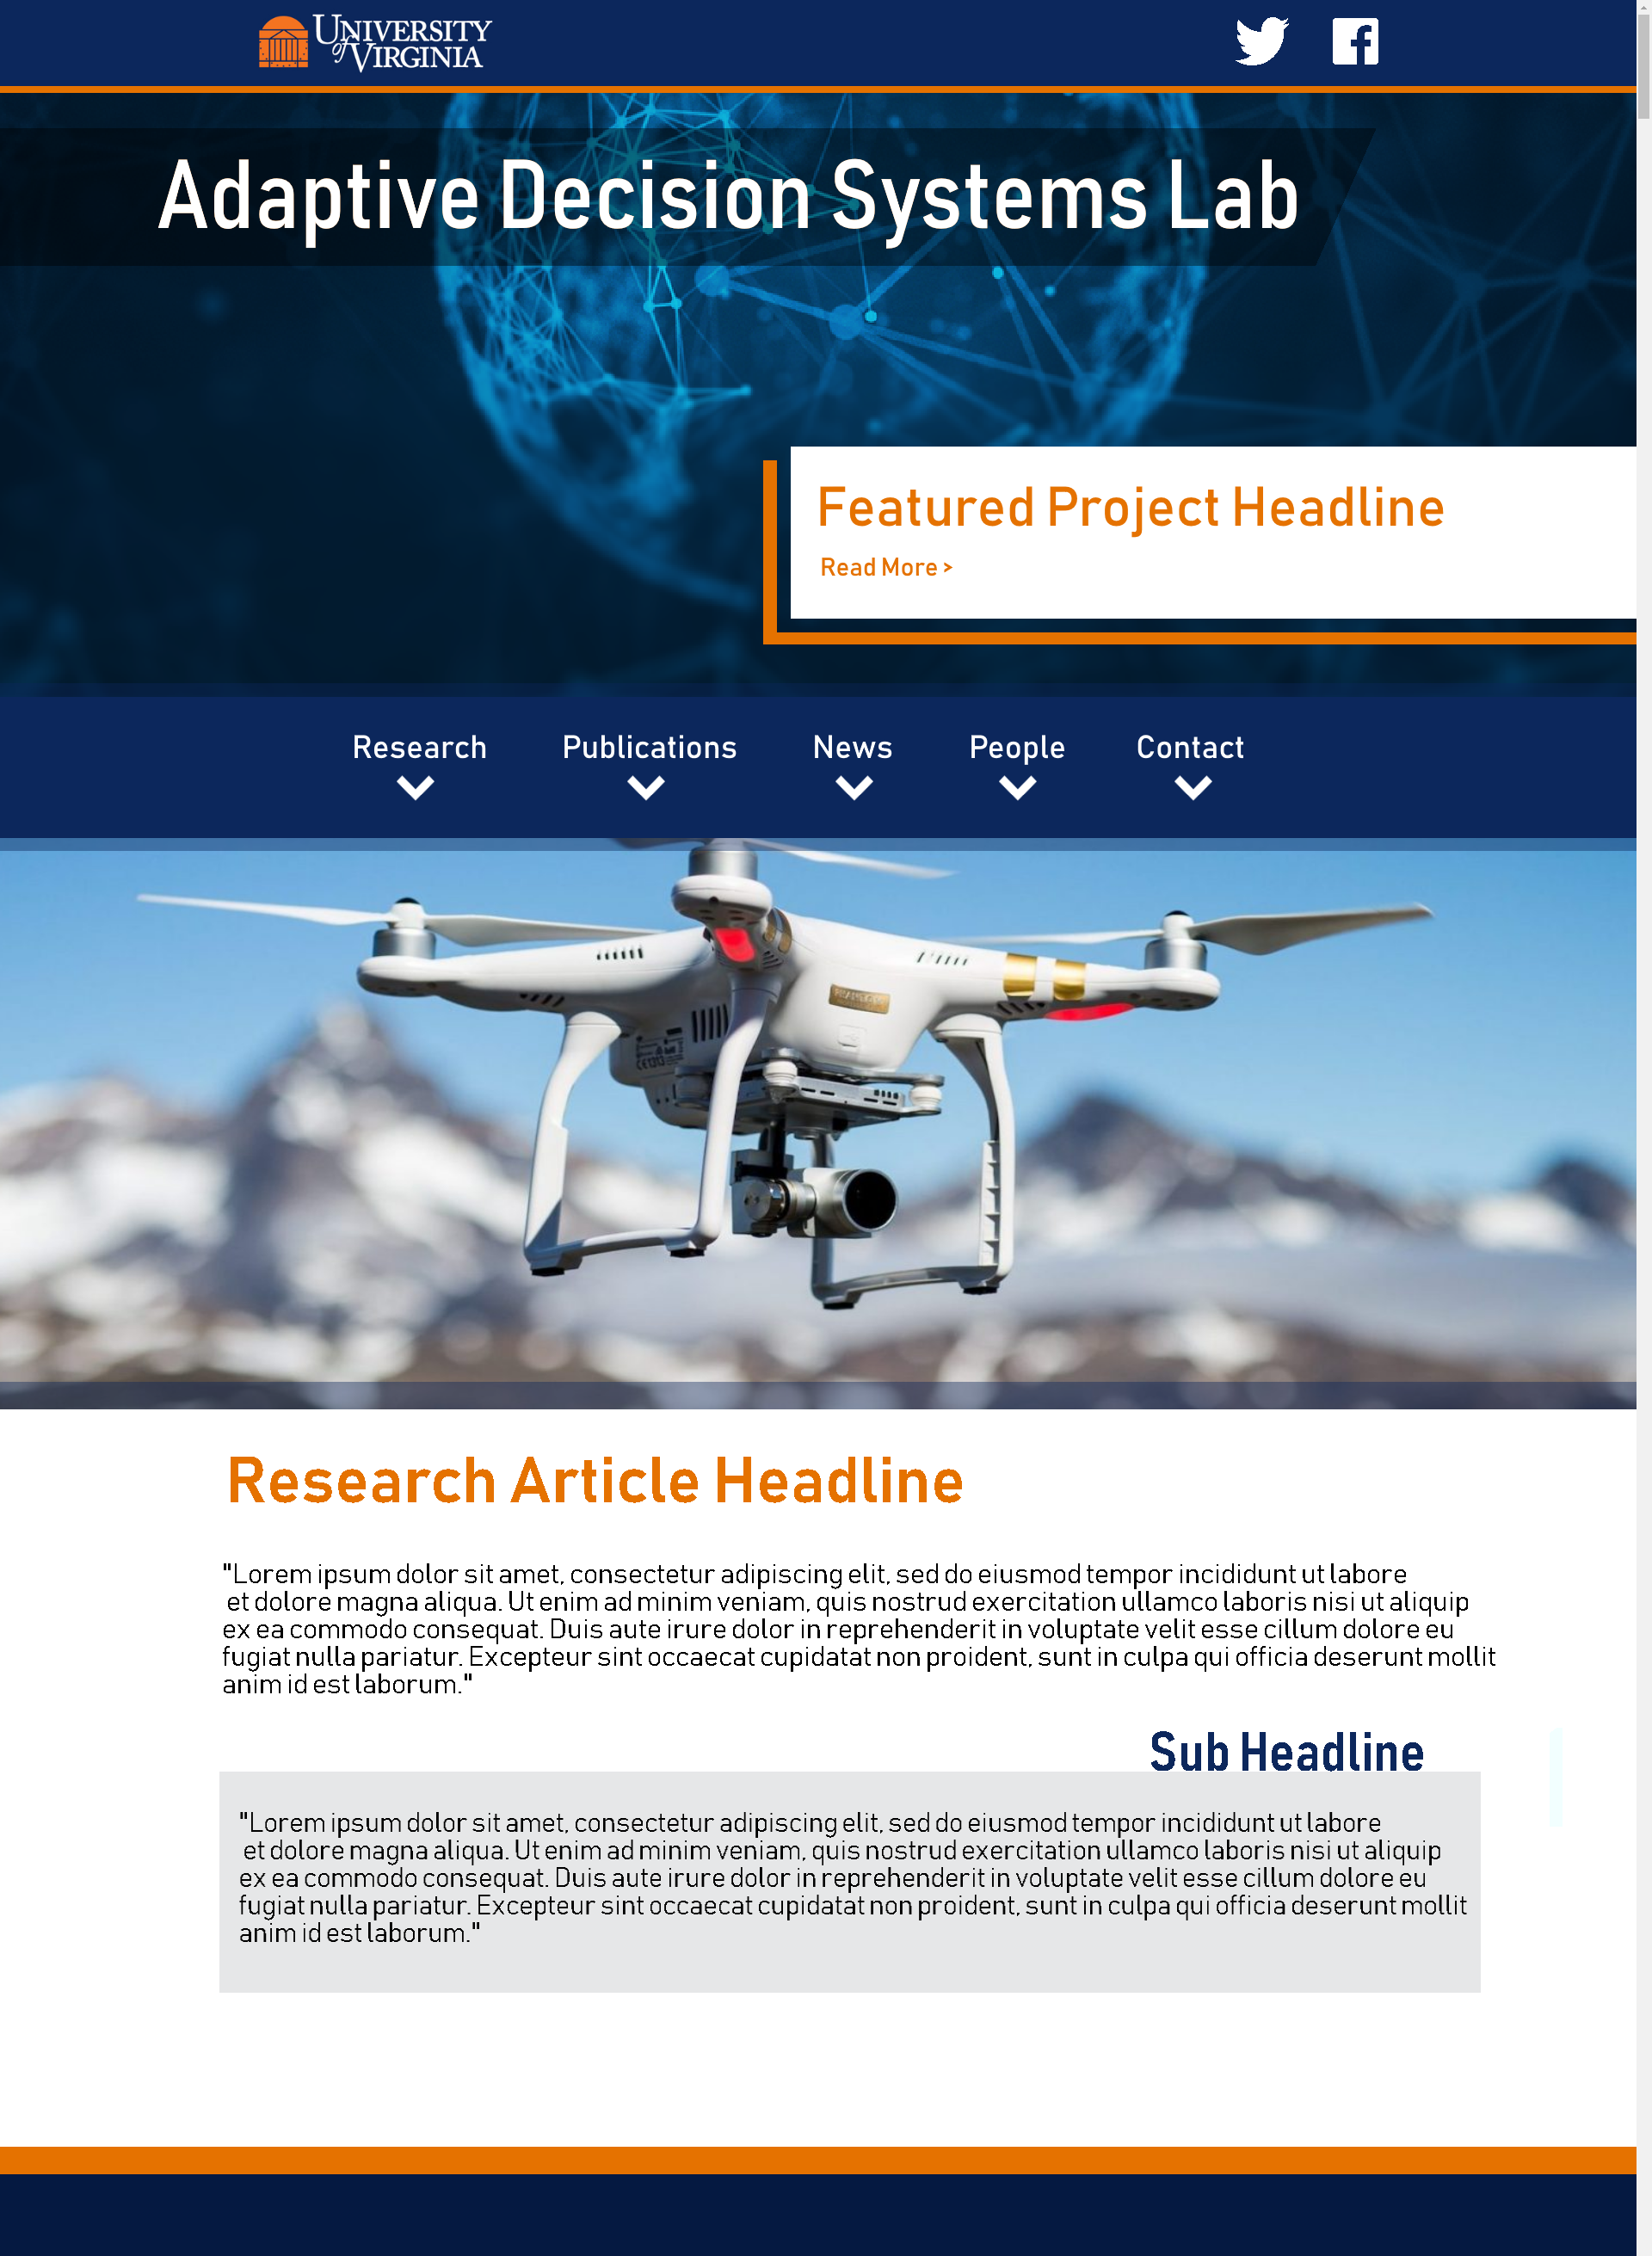 UNIVERSITY
of VIRGINIA
Adaptive Decision Systems Lab
Featured Project Headline
Read More >
Research Publications News People Contact
Research Article Headline
"Lorem ipsum dolor sit amet, consectetur adipiscing elit, sed do eiusmod tempor incididunt ut labore
et dolore magna aliqua. Ut enim ad minim veniam, quis nostrud exercitation ullamco laboris nisi ut aliquip
ex ea commodo consequat. Duis aute irure dolor in reprehenderit in voluptate velit esse cillum dolore eu
fugiat nulla pariatur. Excepteur sint occaecat cupidatat non proident, sunt in culpa qui officia deserunt mollit
anim id est laborum."
Sub Headline
"Lorem ipsum dolor sit amet, consectetur adipiscing elit, sed do eiusmod tempor incididunt ut labore
et dolore magna aliqua. Ut enim ad minim veniam, quis nostrud exercitation ullamco laboris nisi ut aliquip
ex ea commodo consequat. Duis aute irure dolor in reprehenderit in voluptate velit esse cillum dolore eu
fugiat nulla pariatur. Excepteur sint occaecat cupidatat non proident, sunt in culpa qui officia deserunt mollit
anim id est laborum."